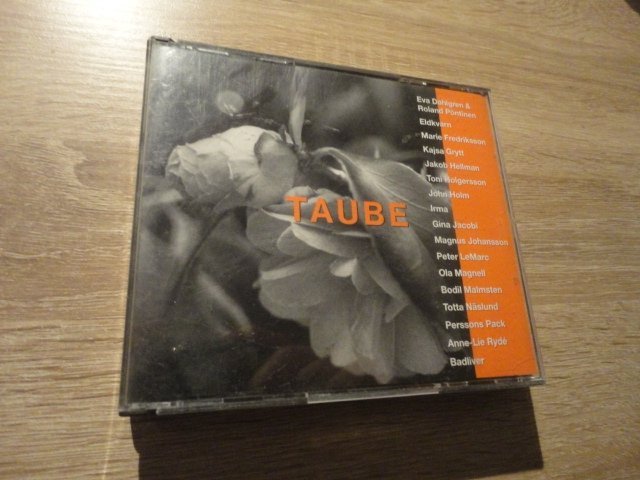 TAUBE
Eva Dahlgren &
Roland Pöntinen
Eldkvarn
Marie Fredriksson
Kajsa Grytt
Jakob Hellman
Toni Holgersson
John Holm
Irma
Gina Jacobi
Magnus Johansson
Peter LeMarc
Ola Magnell
Bodil Malmsten
Totta Näslund
Perssons Pack
Anne-Lie Rydé
Badliver